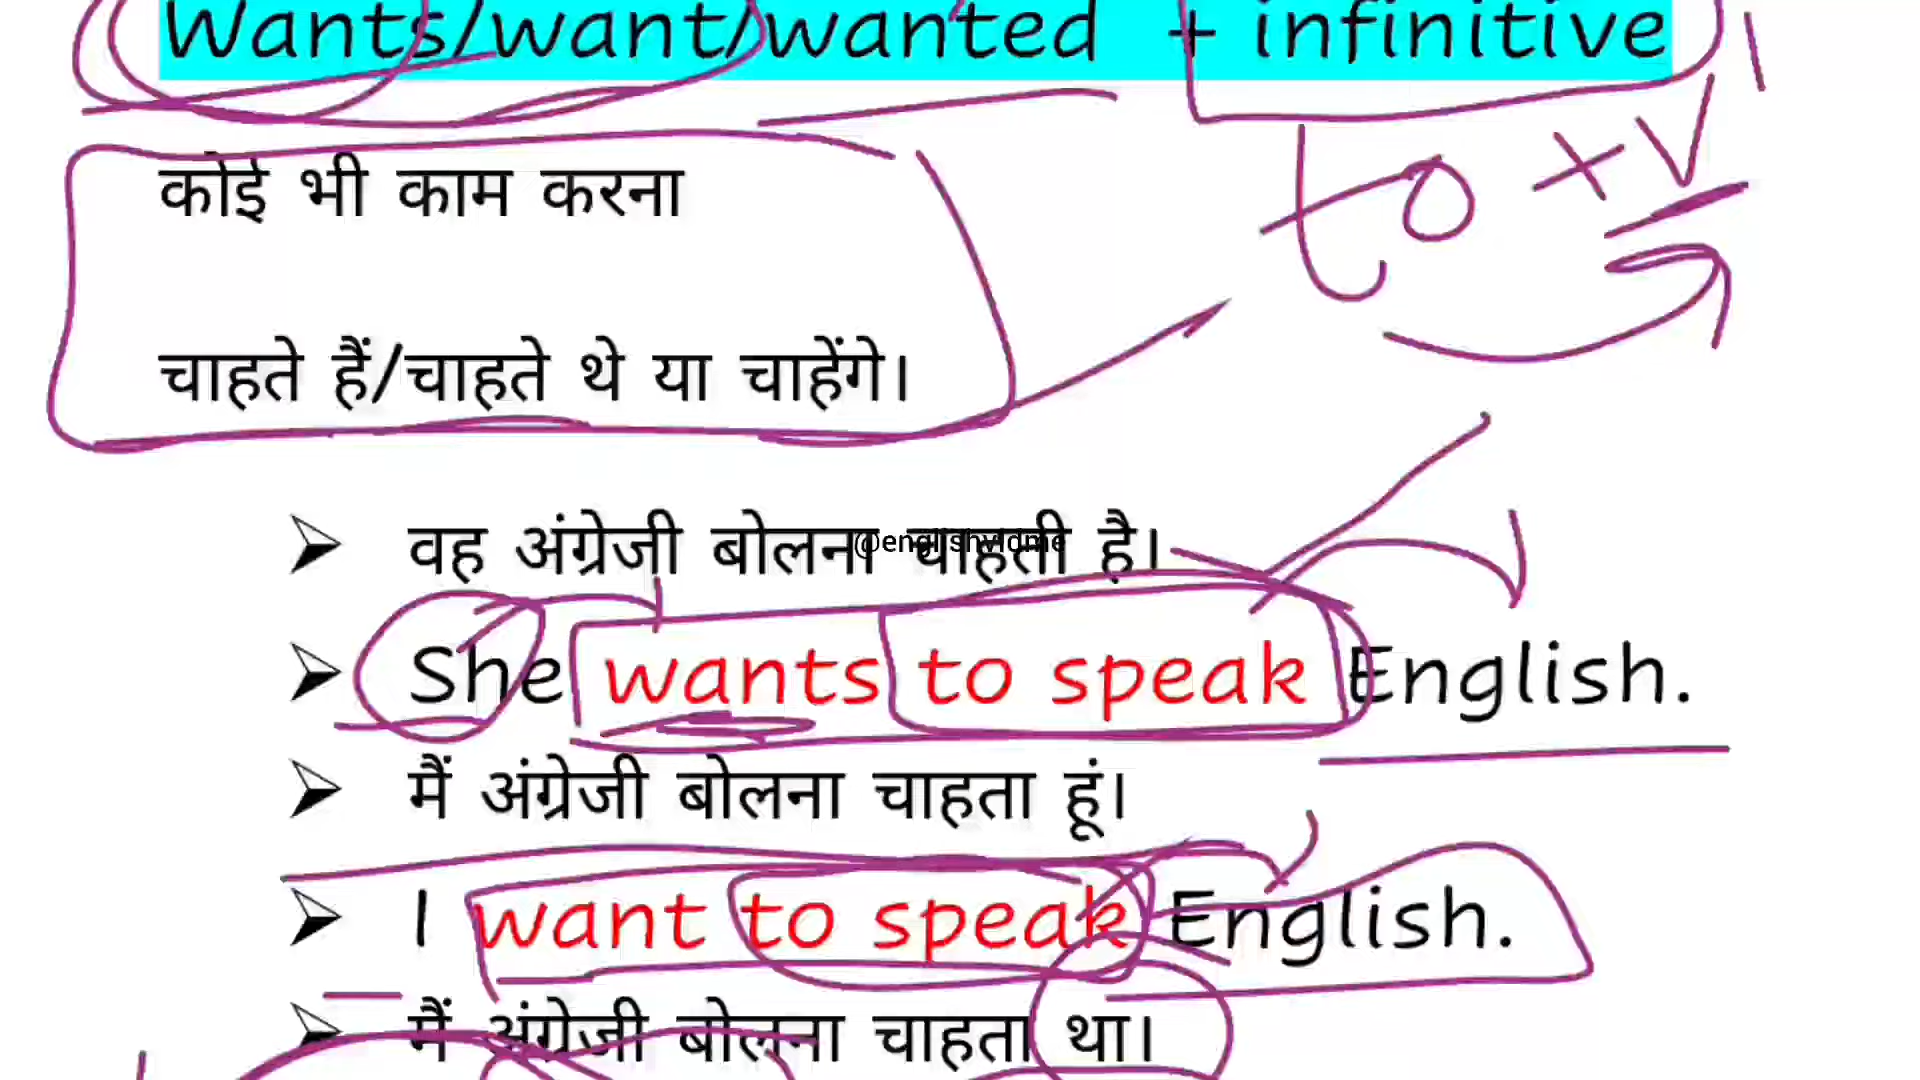 Wants/want/wanted + infinitive
to + V
कोई भी काम करना
चाहते हैं/चाहते थे या चाहेंगे।
वह अंग्रेजी बोलना चाहती है।
@englishvidme
She wants to speak English.
मैं अंग्रेजी बोलना चाहता हूं।
I want to speak English.
मैं अंग्रेजी बोलना चाहता था।